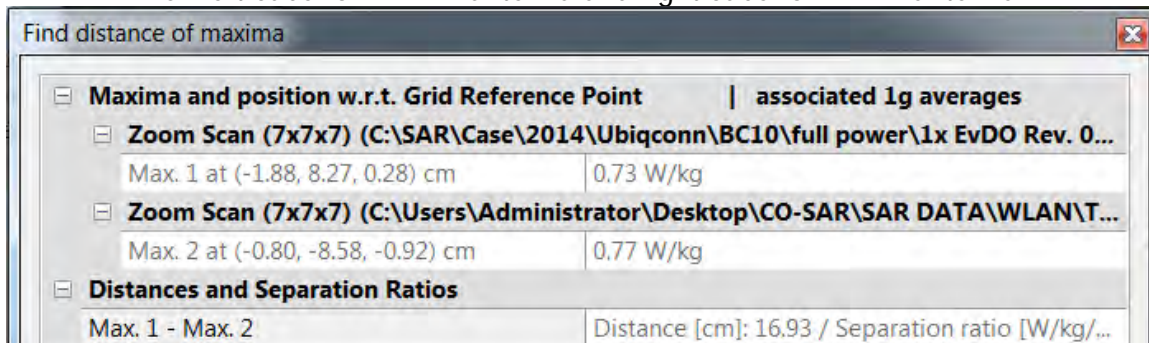 Find distance of maxima
Maxima and position w.r.t. Grid Reference Point | associated 1g averages
Zoom Scan (7x7x7) (C:\SAR\Case\2014\Ubiqconn\BC10\full power\1x EvDO Rev. 0...
Max. 1 at (-1.88, 8.27, 0.28) cm 0.73 W/kg
Zoom Scan (7x7x7) (C:\Users\Administrator\Desktop\CO-SAR\SAR DATA\WLAN\T...
Max. 2 at (-0.80, -8.58, -0.92) cm 0.77 W/kg
Distances and Separation Ratios
Max. 1 - Max. 2 Distance [cm]: 16.93 / Separation ratio [W/kg/...